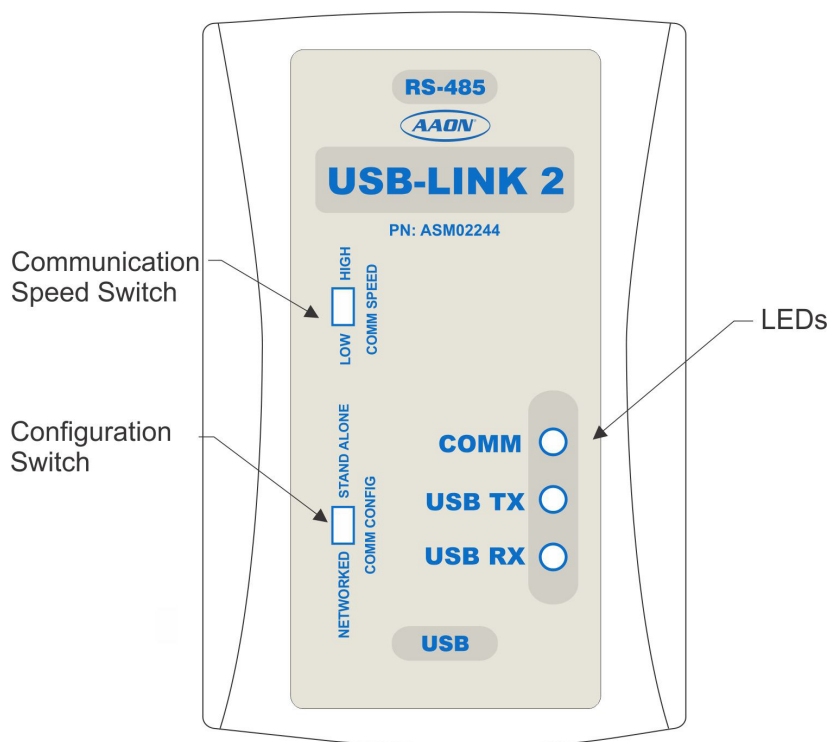 RS-485
AAON
USB-LINK 2
PN: ASM02244
Communication
Speed Switch
LOW HIGH
COMM SPEED
LEDs
Configuration
Switch
NETWORKED STAND ALONE
COMM CONFIG
COMM
USB TX
USB RX
USB